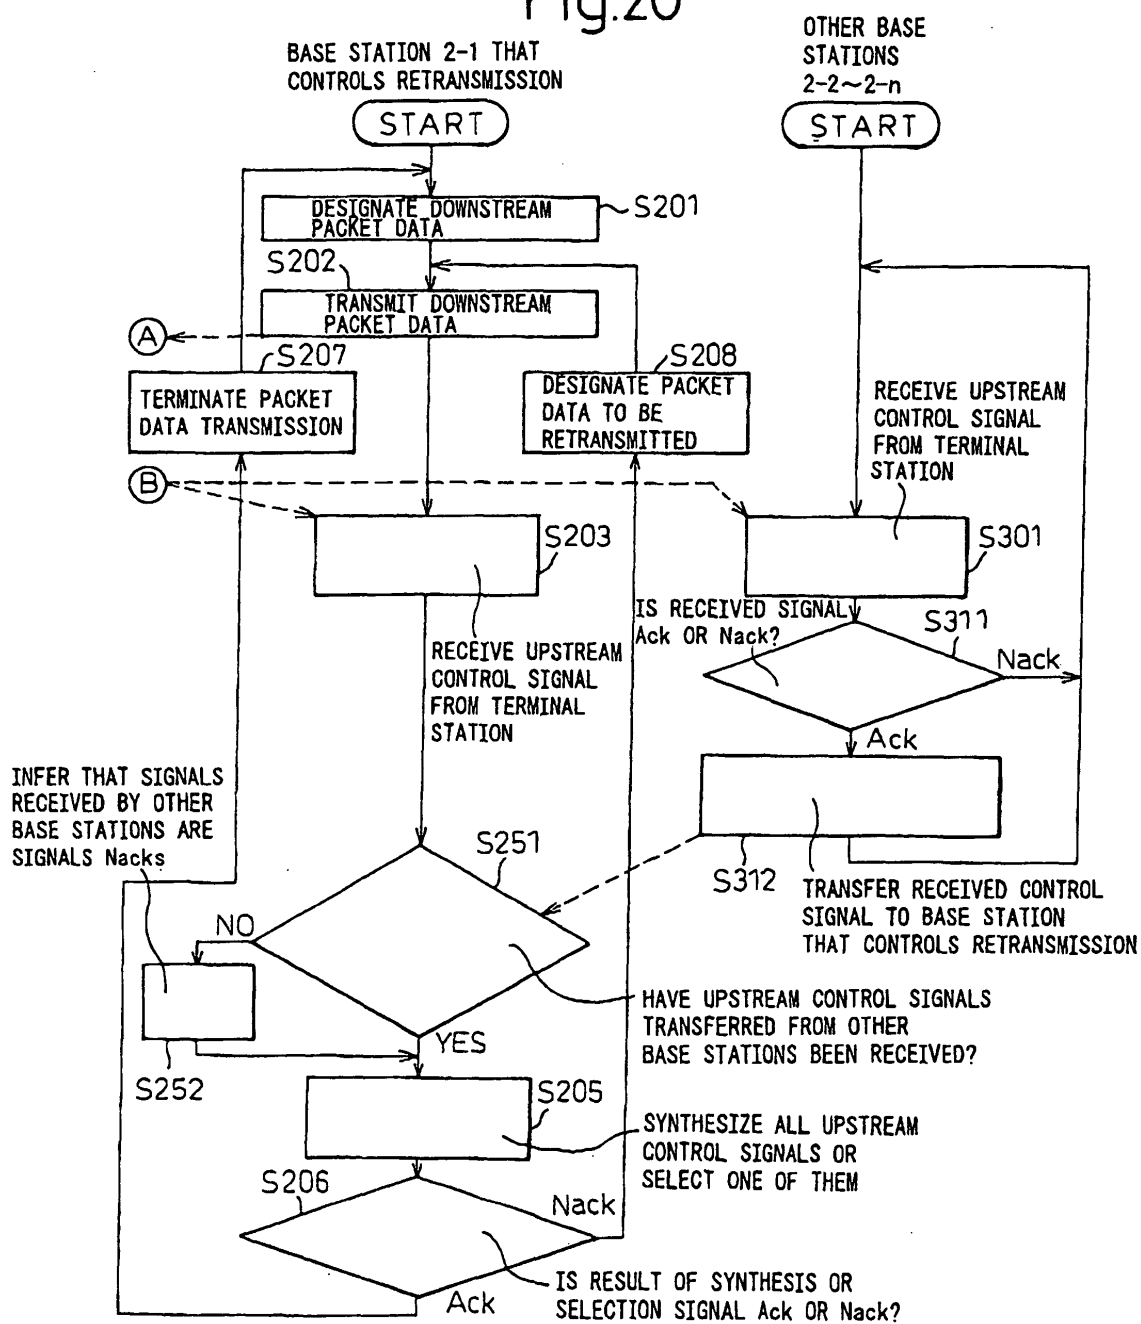 Fig.20
BASE STATION 2-1 THAT
CONTROLS RETRANSMISSION
OTHER BASE
STATIONS
2-2~2-n
START
START
DESIGNATE DOWNSTREAM
PACKET DATA
S201
S202
TRANSMIT DOWNSTREAM
PACKET DATA
A
S207
TERMINATE PACKET
DATA TRANSMISSION
S208
DESIGNATE PACKET
DATA TO BE
RETRANSMITTED
RECEIVE UPSTREAM
CONTROL SIGNAL
FROM TERMINAL
STATION
B
S203
S301
RECEIVE UPSTREAM
CONTROL SIGNAL
FROM TERMINAL
STATION
IS RECEIVED SIGNAL
Ack OR Nack?
S311
Nack
Ack
INFER THAT SIGNALS
RECEIVED BY OTHER
BASE STATIONS ARE
SIGNALS Nacks
S251
S312
TRANSFER RECEIVED CONTROL
SIGNAL TO BASE STATION
THAT CONTROLS RETRANSMISSION
NO
HAVE UPSTREAM CONTROL SIGNALS
TRANSFERRED FROM OTHER
BASE STATIONS BEEN RECEIVED?
YES
S252
S205
SYNTHESIZE ALL UPSTREAM
CONTROL SIGNALS OR
SELECT ONE OF THEM
S206
Nack
IS RESULT OF SYNTHESIS OR
SELECTION SIGNAL Ack OR Nack?
Ack